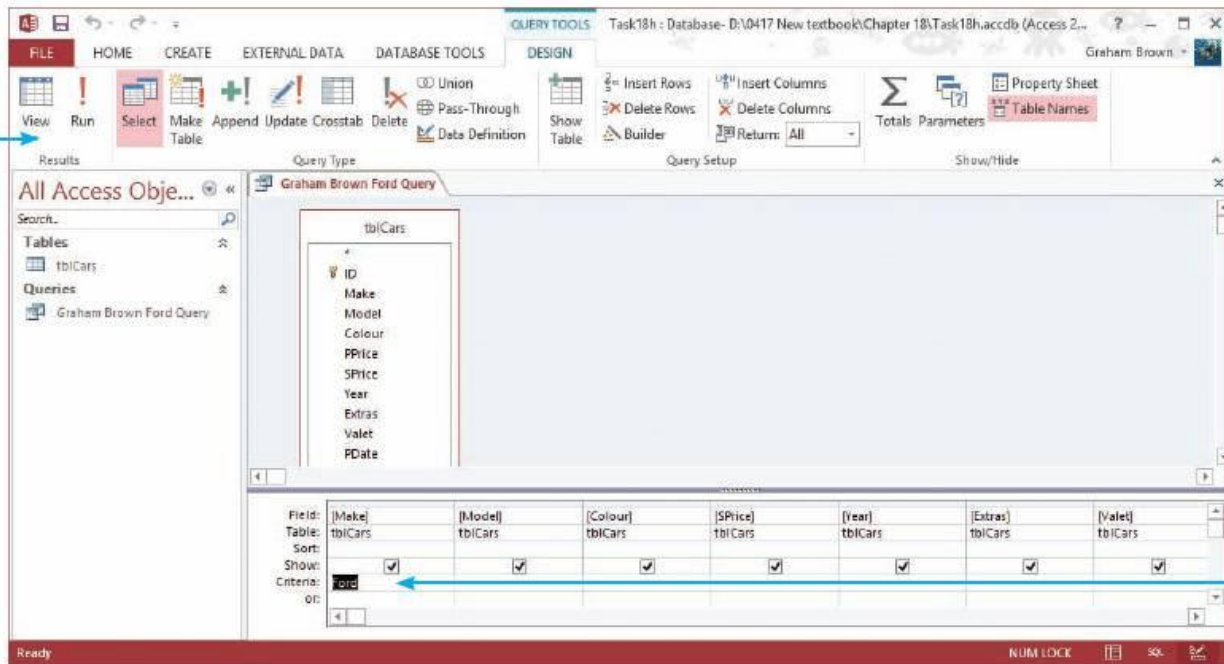 QUERY TOOLS Task18h : Database- D:\0417 New textbook\Chapter 18\Task18h.accdb (Access 2... ?
FILE HOME CREATE EXTERNAL DATA DATABASE TOOLS DESIGN Graham Brown
View Run Select Make Table Append Update Crosstab Delete
Union
Pass-Through
Data Definition
Show Table
Insert Rows
Delete Rows
Builder
Insert Columns
Delete Columns
Return: All
Totals Parameters
Property Sheet
Table Names
Results Query Type Query Setup Show/Hide
All Access Obje...
Search..
Tables
tblCars
Queries
Graham Brown Ford Query
Graham Brown Ford Query
tblCars
*
ID
Make
Model
Colour
PPrice
SPrice
Year
Extras
Valet
PDate
Field: [Make] [Model] [Colour] [SPrice] [Year] [Extras] [Valet]
Table: tblCars tblCars tblCars tblCars tblCars tblCars tblCars
Sort:
Show:
Criteria: Ford
or:
Ready NUM LOCK SQL